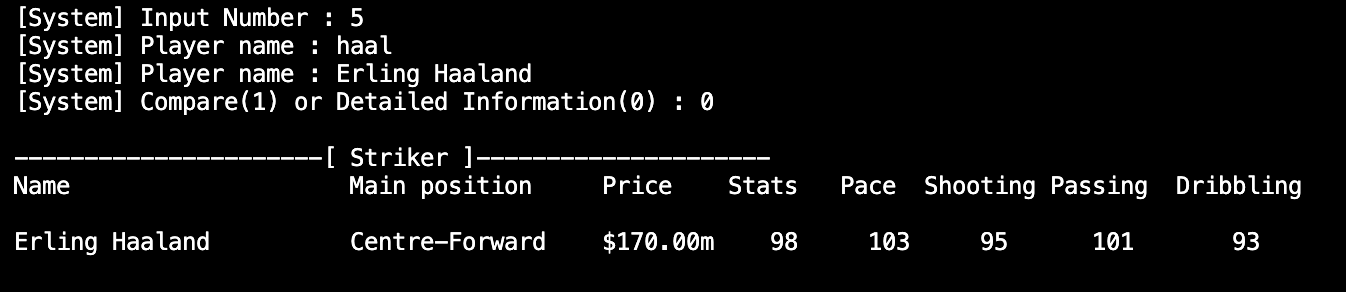 [System] Input Number : 5
[System] Player name : haal
[System] Player name : Erling Haaland
[System] Compare(1) or Detailed Information(0) : 0
----------------------[ Striker ]---------------------
Name Main position Price Stats Pace Shooting Passing Dribbling
Erling Haaland Centre-Forward $170.00m 98 103 95 101 93